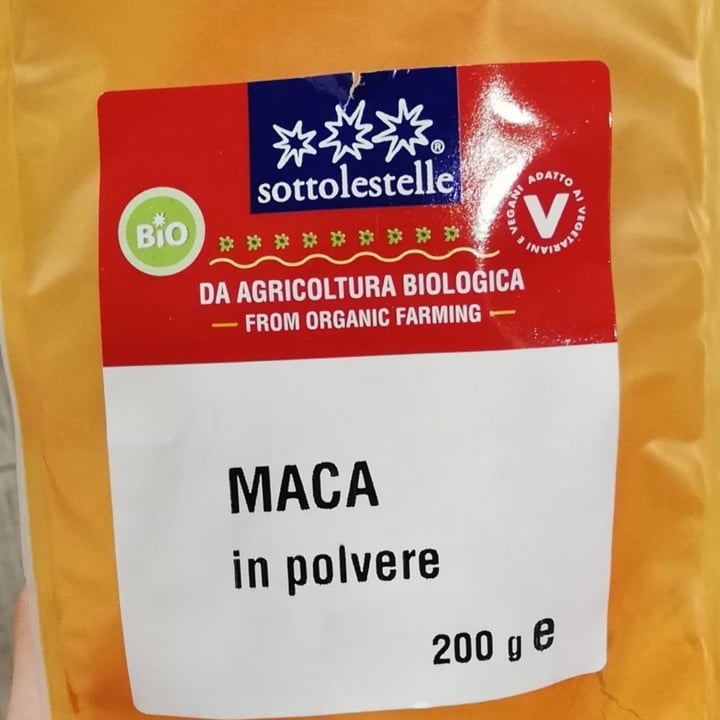 sottolestelle®
BiO
ADATTO AI VEGETARIANI E VEGANI
V
DA AGRICOLTURA BIOLOGICA
FROM ORGANIC FARMING
MACA
in polvere
200 g e